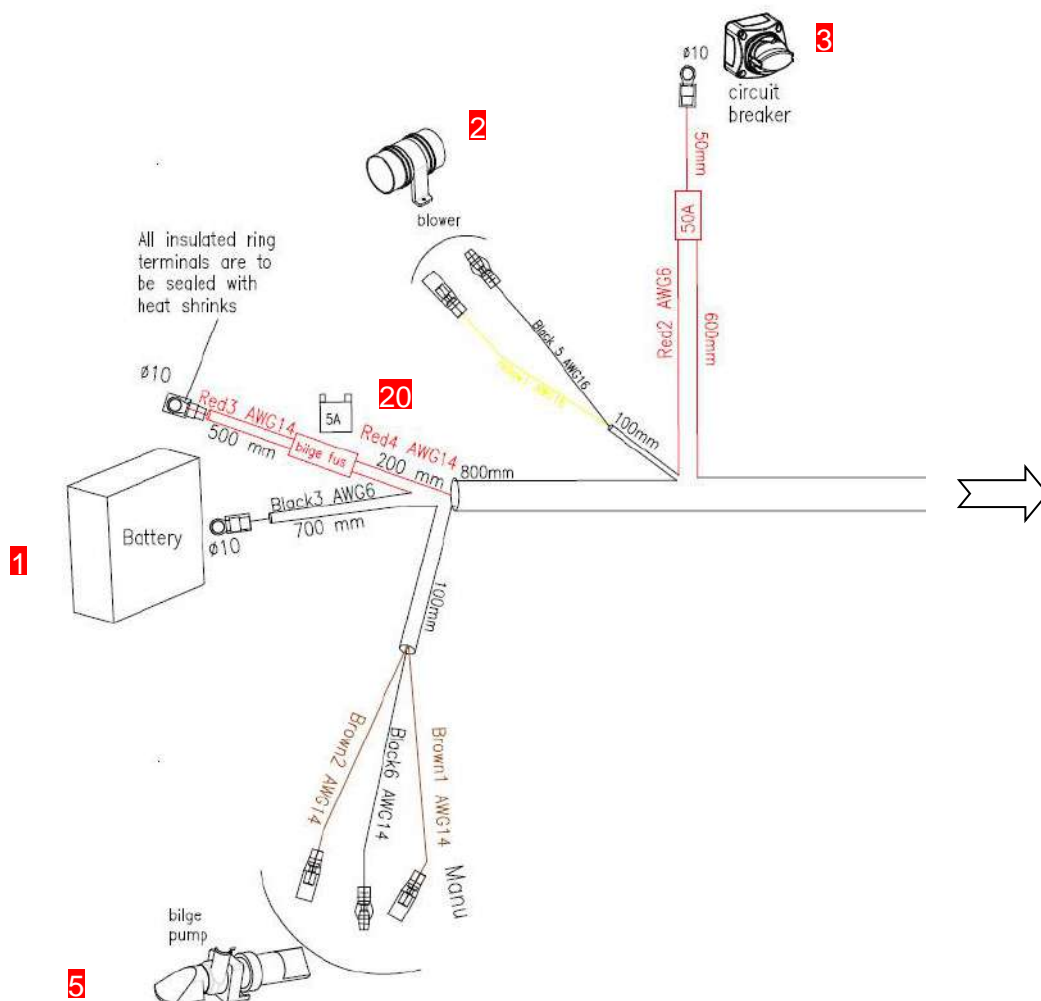 3
ø10
circuit
breaker
2
50mm
50A
blower
All insulated ring
terminals are to
be sealed with
heat shrinks
Red2 AWG6
600mm
Black 5 AWG16
100mm
ø10
20
5A
Red3 AWG14
500 mm
bilge fus
Red4 AWG14
200 mm
800mm
Black3 AWG6
700 mm
ø10
Battery
1
100mm
Brown2 AWG14
Black6 AWG14
Brown1 AWG14
Manu
bilge
pump
5